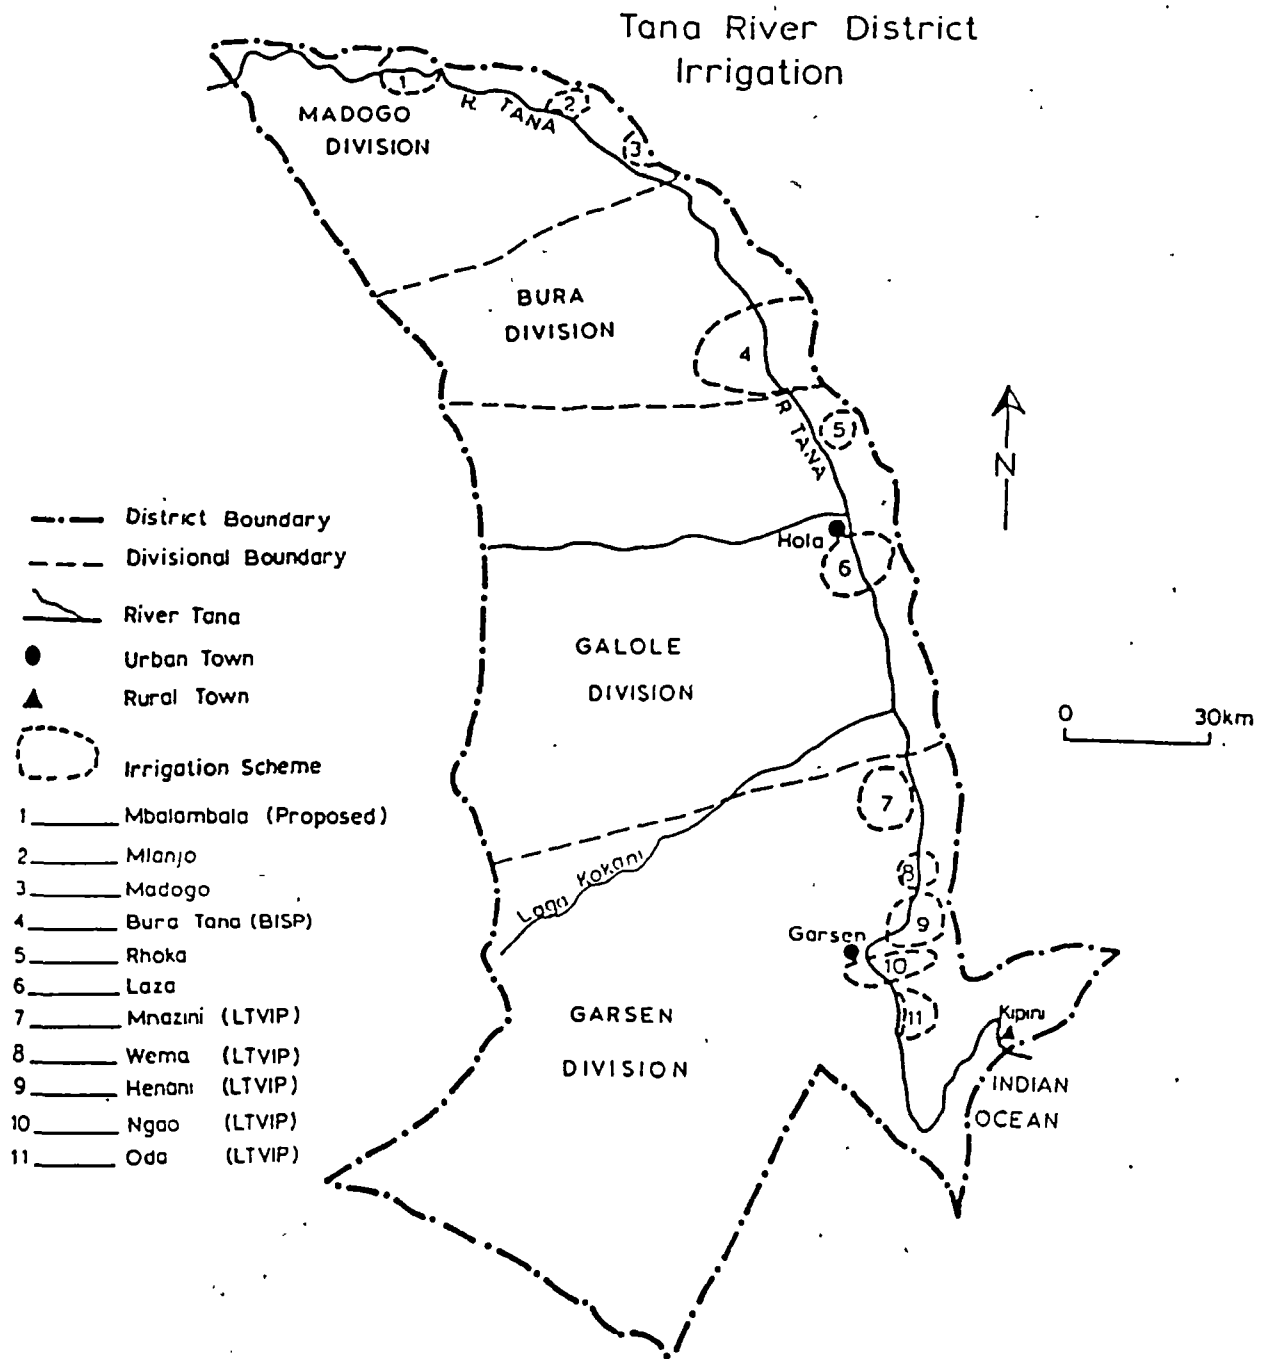 Tana River District
Irrigation
1
R. TANA
2
3
MADOGO
DIVISION
BURA
DIVISION
4
R TANA
5
N
Hola
6
GALOLE
DIVISION
0 30km
7
Laga Kokani
8
9
Garsen
10
11
Kipini
GARSEN
DIVISION
INDIAN
OCEAN
District Boundary
Divisional Boundary
River Tana
Urban Town
Rural Town
Irrigation Scheme
1 Mbalambala (Proposed)
2 Mlanjo
3 Madogo
4 Bura Tana (BISP)
5 Rhoka
6 Laza
7 Mnazini (LTVIP)
8 Wema (LTVIP)
9 Henani (LTVIP)
10 Ngao (LTVIP)
11 Oda (LTVIP)